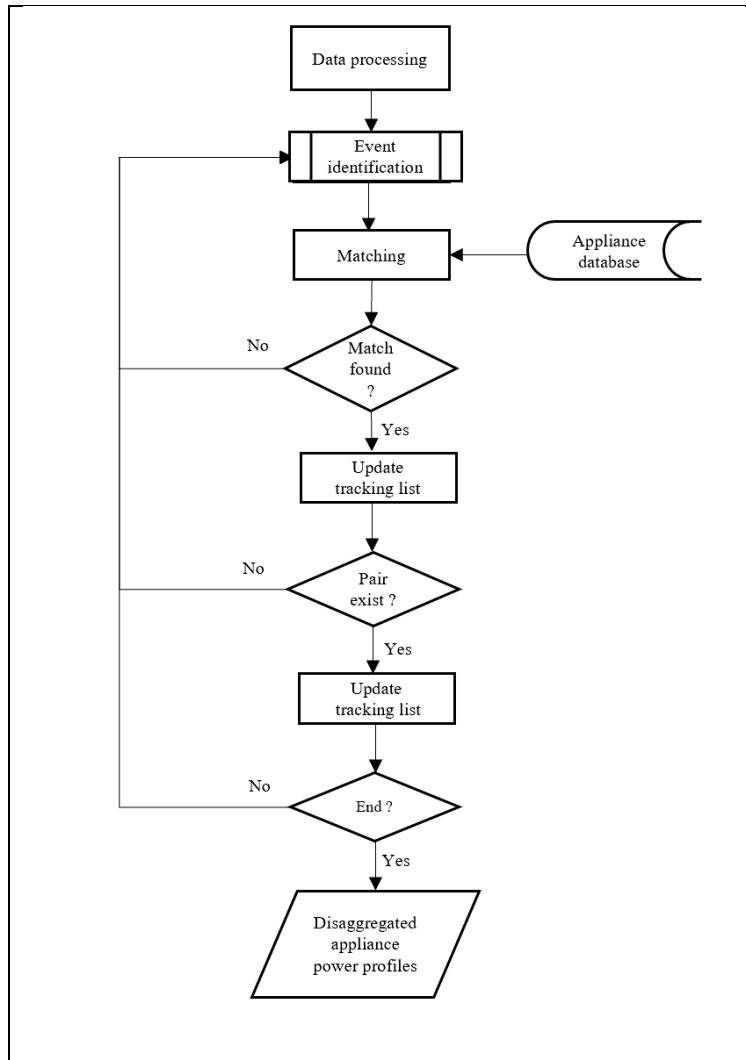 Data processing
Event
identification
Matching
Appliance
database
No
Match
found
?
Yes
Update
tracking list
No
Pair
exist ?
Yes
Update
tracking list
No
End ?
Yes
Disaggregated
appliance
power profiles